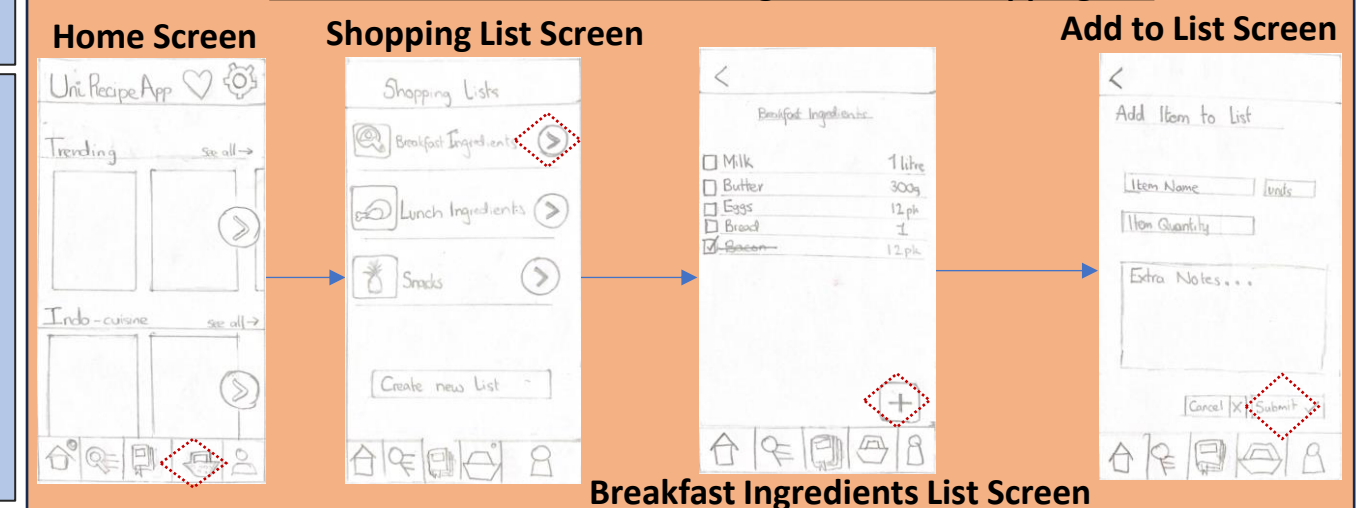 Home Screen
Shopping List Screen
Add to List Screen
Uni Recipe App
Trending
See all →
Indo-cuisine
see all →
Shopping Lists
Breakfast Ingredients
Lunch Ingredients
Snacks
Create new List
<
Breakfast Ingredients
Milk 1 litre
Butter 300g
Eggs 12 pk
Bread 1
Bacon 12 pk
+
Breakfast Ingredients List Screen
<
Add Item to List
Item Name
Item Quantity
Extra Notes...
Cancel X Submit